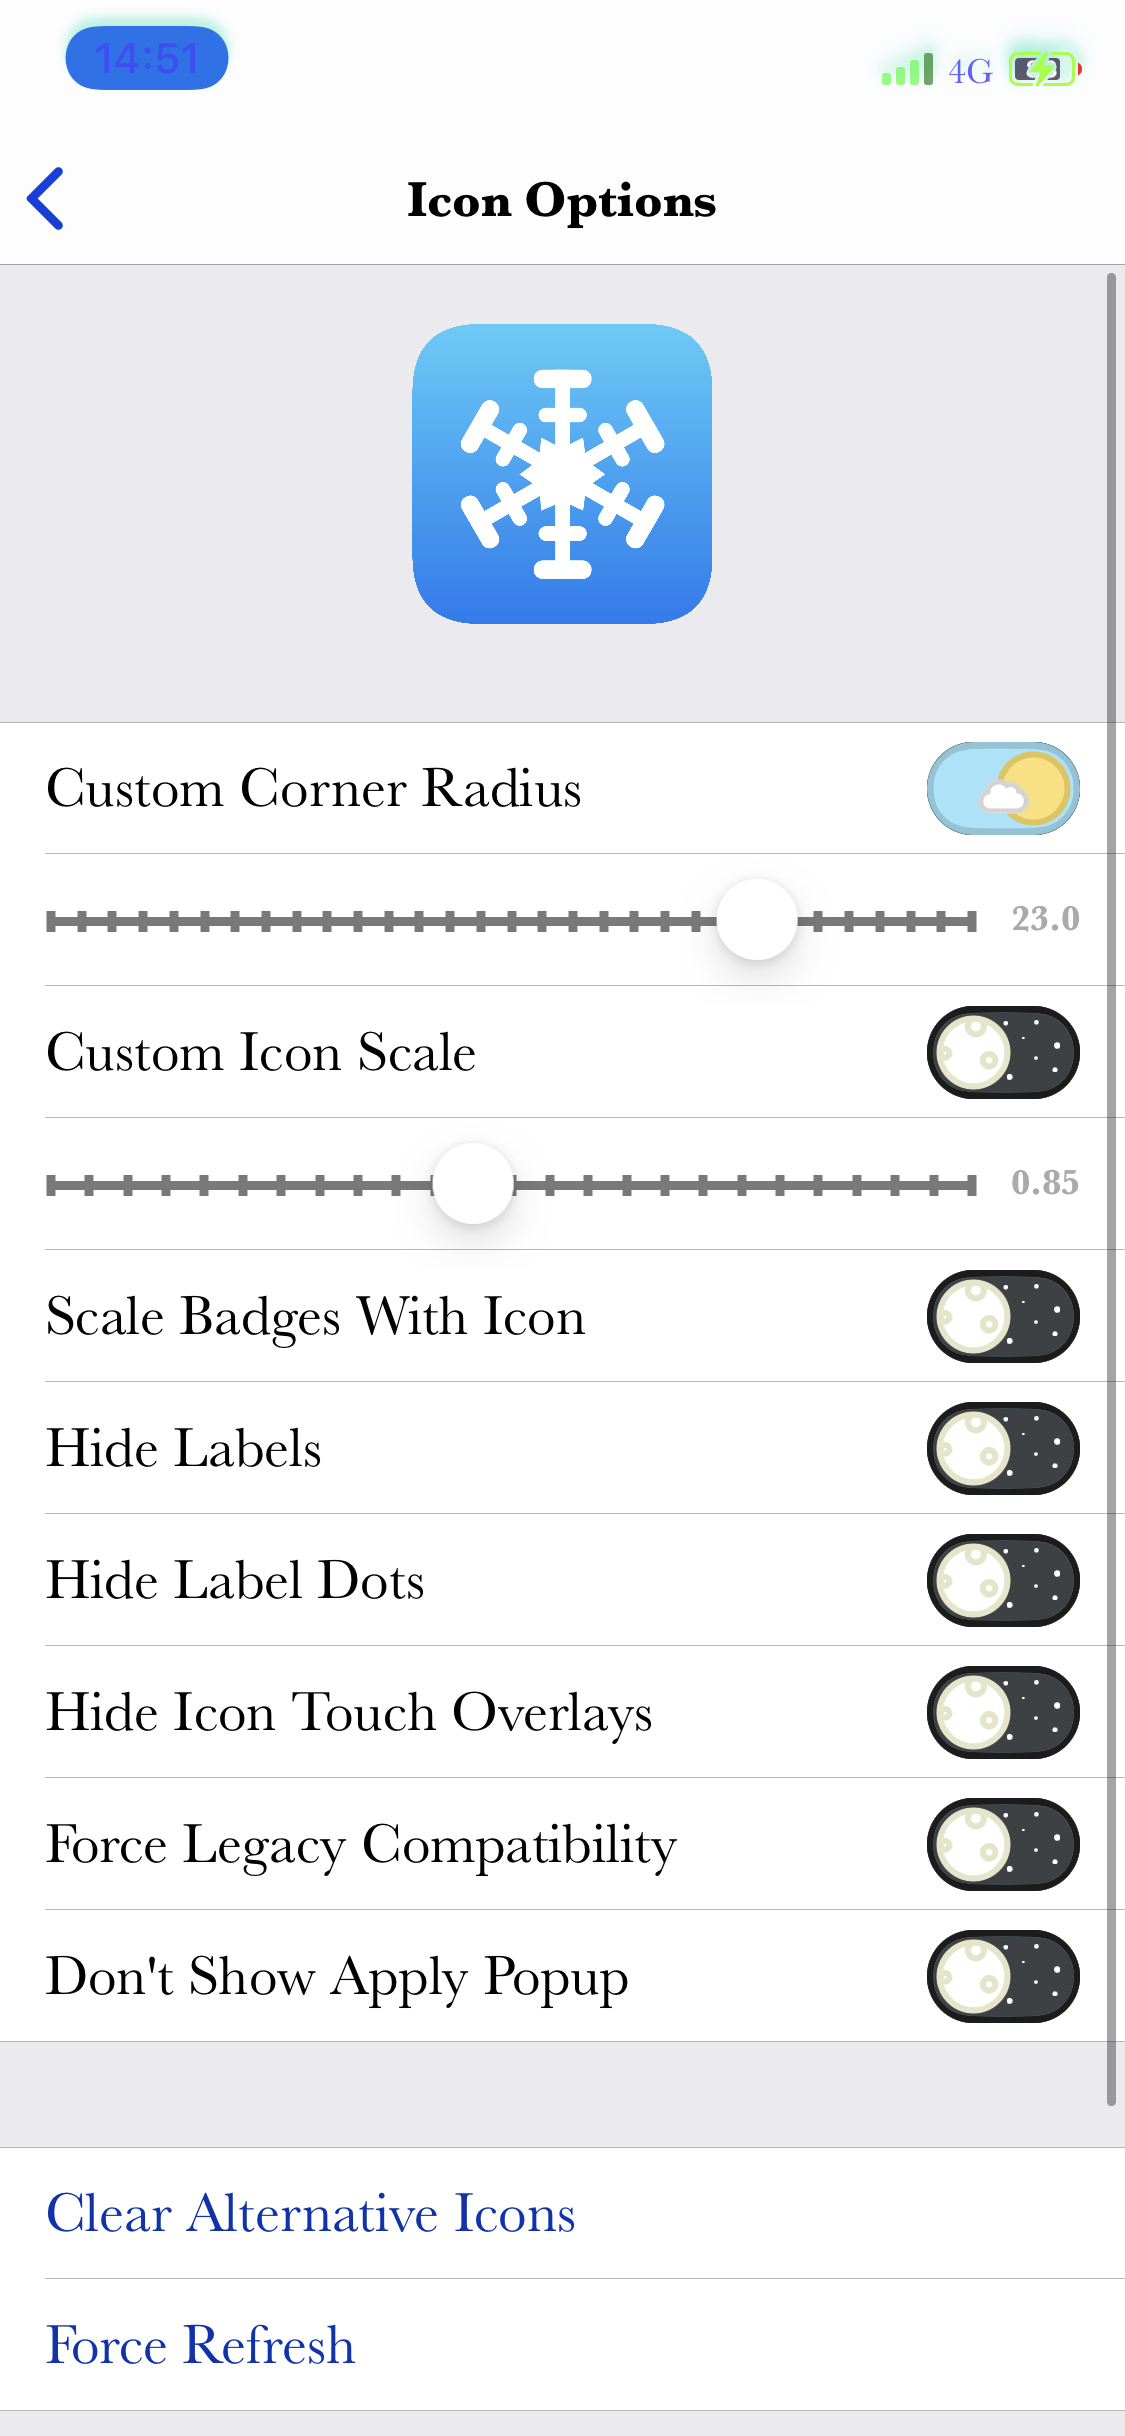 14:51
4G
Icon Options
Custom Corner Radius
23.0
Custom Icon Scale
0.85
Scale Badges With Icon
Hide Labels
Hide Label Dots
Hide Icon Touch Overlays
Force Legacy Compatibility
Don't Show Apply Popup
Clear Alternative Icons
Force Refresh